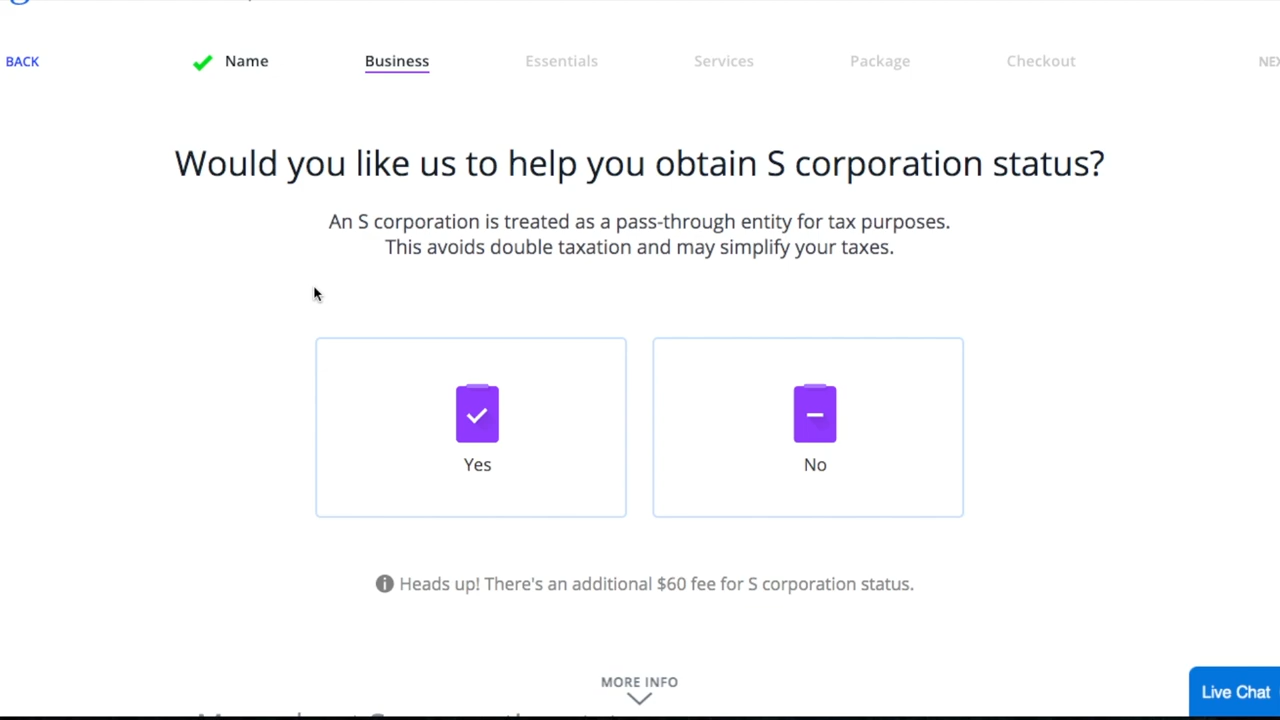 BACK
Name
Business
Essentials
Services
Package
Checkout
Would you like us to help you obtain S corporation status?
An S corporation is treated as a pass-through entity for tax purposes.
This avoids double taxation and may simplify your taxes.
Yes
No
Heads up! There's an additional $60 fee for S corporation status.
MORE INFO
Live Chat